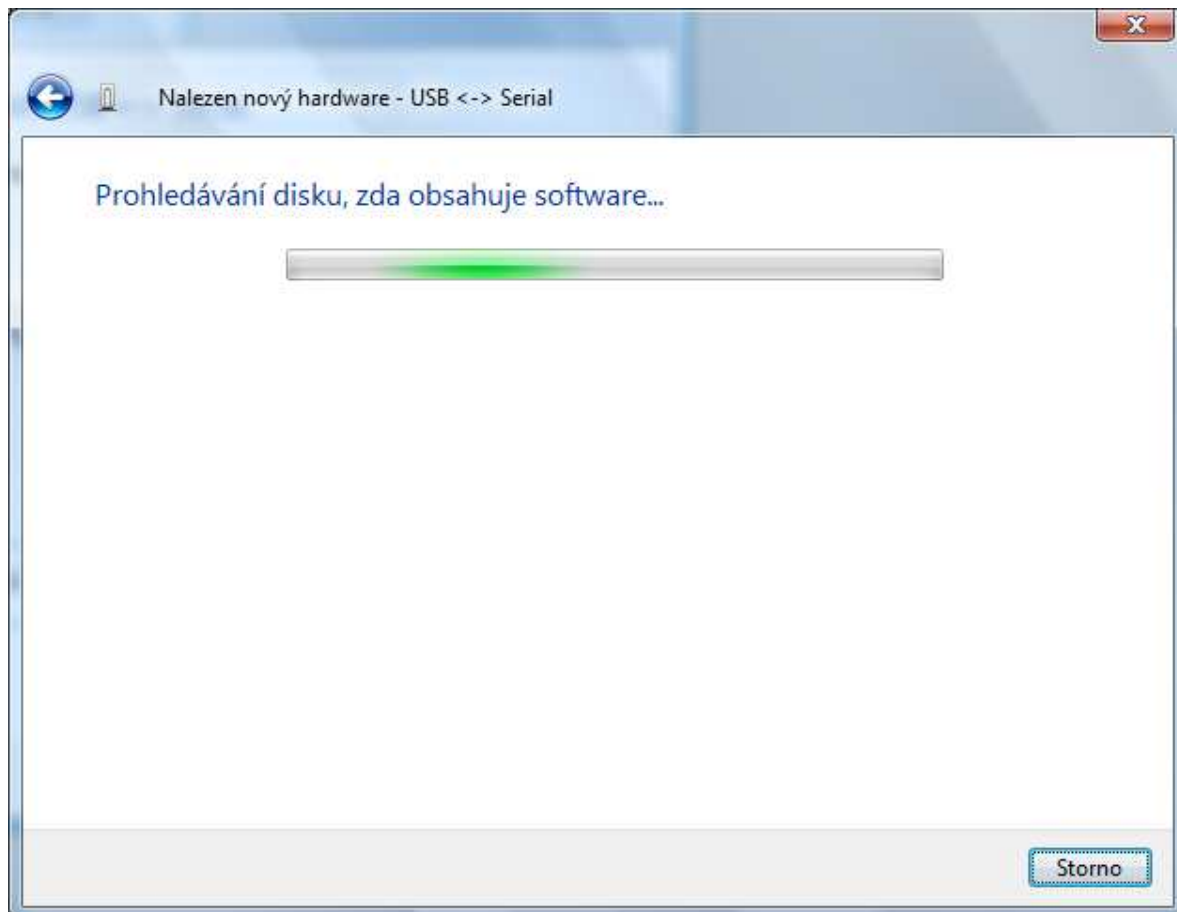 Nalezen nový hardware - USB <-> Serial
Prohledávání disku, zda obsahuje software...
Storno